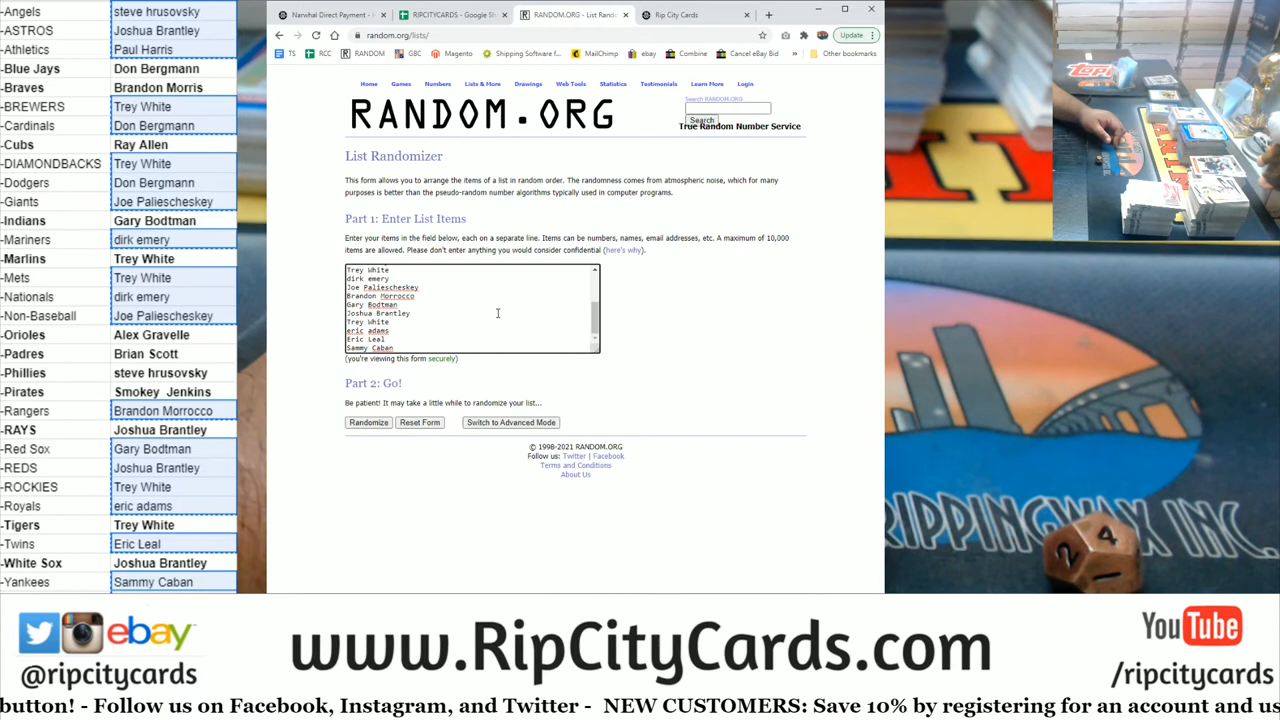 -Angels steve hrusovsky
-ASTROS Joshua Brantley
-Athletics Paul Harris
-Blue Jays Don Bergmann
-Braves Brandon Morris
-BREWERS Trey White
-Cardinals Don Bergmann
-Cubs Ray Allen
-DIAMONDBACKS Trey White
-Dodgers Don Bergmann
-Giants Joe Paliescheskey
-Indians Gary Bodtman
-Mariners dirk emery
-Marlins Trey White
-Mets Trey White
-Nationals dirk emery
-Non-Baseball Joe Paliescheskey
-Orioles Alex Gravelle
-Padres Brian Scott
-Phillies steve hrusovsky
-Pirates Smokey Jenkins
-Rangers Brandon Morrocco
-RAYS Joshua Brantley
-Red Sox Gary Bodtman
-REDS Joshua Brantley
-ROCKIES Trey White
-Royals eric adams
-Tigers Trey White
-Twins Eric Leal
-White Sox Joshua Brantley
-Yankees Sammy Caban
Narwhal Direct Payment - RIPCITYCARDS - Google Sh RANDOM.ORG - List Rando Rip City Cards
random.org/lists/ Update
TS RCC RANDOM GBC Magento Shipping Software f... MailChimp ebay Combine Cancel eBay Bid » Other bookmarks
Home Games Numbers Lists & More Drawings Web Tools Statistics Testimonials Learn More Login
RANDOM.ORG
Search RANDOM.ORG
Search
True Random Number Service
List Randomizer
This form allows you to arrange the items of a list in random order. The randomness comes from atmospheric noise, which for many
purposes is better than the pseudo-random number algorithms typically used in computer programs.
Part 1: Enter List Items
Enter your items in the field below, each on a separate line. Items can be numbers, names, email addresses, etc. A maximum of 10,000
items are allowed. Please don't enter anything you would consider confidential (here's why).
Trey White
dirk emery
Joe Paliescheskey
Brandon Morrocco
Gary Bodtman
Joshua Brantley
Trey White
eric adams
Eric Leal
Sammy Caban
(you're viewing this form securely)
Part 2: Go!
Be patient! It may take a little while to randomize your list...
Randomize Reset Form Switch to Advanced Mode
© 1998-2021 RANDOM.ORG
Follow us: Twitter | Facebook
Terms and Conditions
About Us
topps
RIPPINGWAX INC.
2 4 1
ebay
@ripcitycards
www.RipCityCards.com
YouTube
/ripcitycards
button! - Follow us on Facebook, Instagram, and Twitter - NEW CUSTOMERS: Save 10% by registering for an account and us